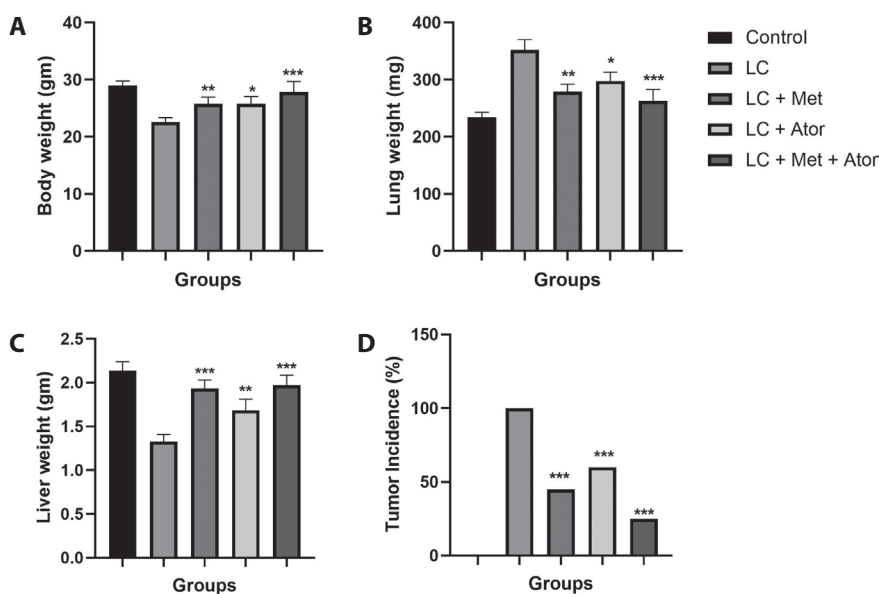 A
Body weight (gm)
40
30
20
10
0
** * ***
Groups
B
Lung weight (mg)
400
300
200
100
0
** * ***
Groups
Control
LC
LC + Met
LC + Ator
LC + Met + Ator
C
Liver weight (gm)
2.5
2.0
1.5
1.0
0.5
0.0
*** ** ***
Groups
D
Tumor Incidence (%)
150
100
50
0
*** *** ***
Groups